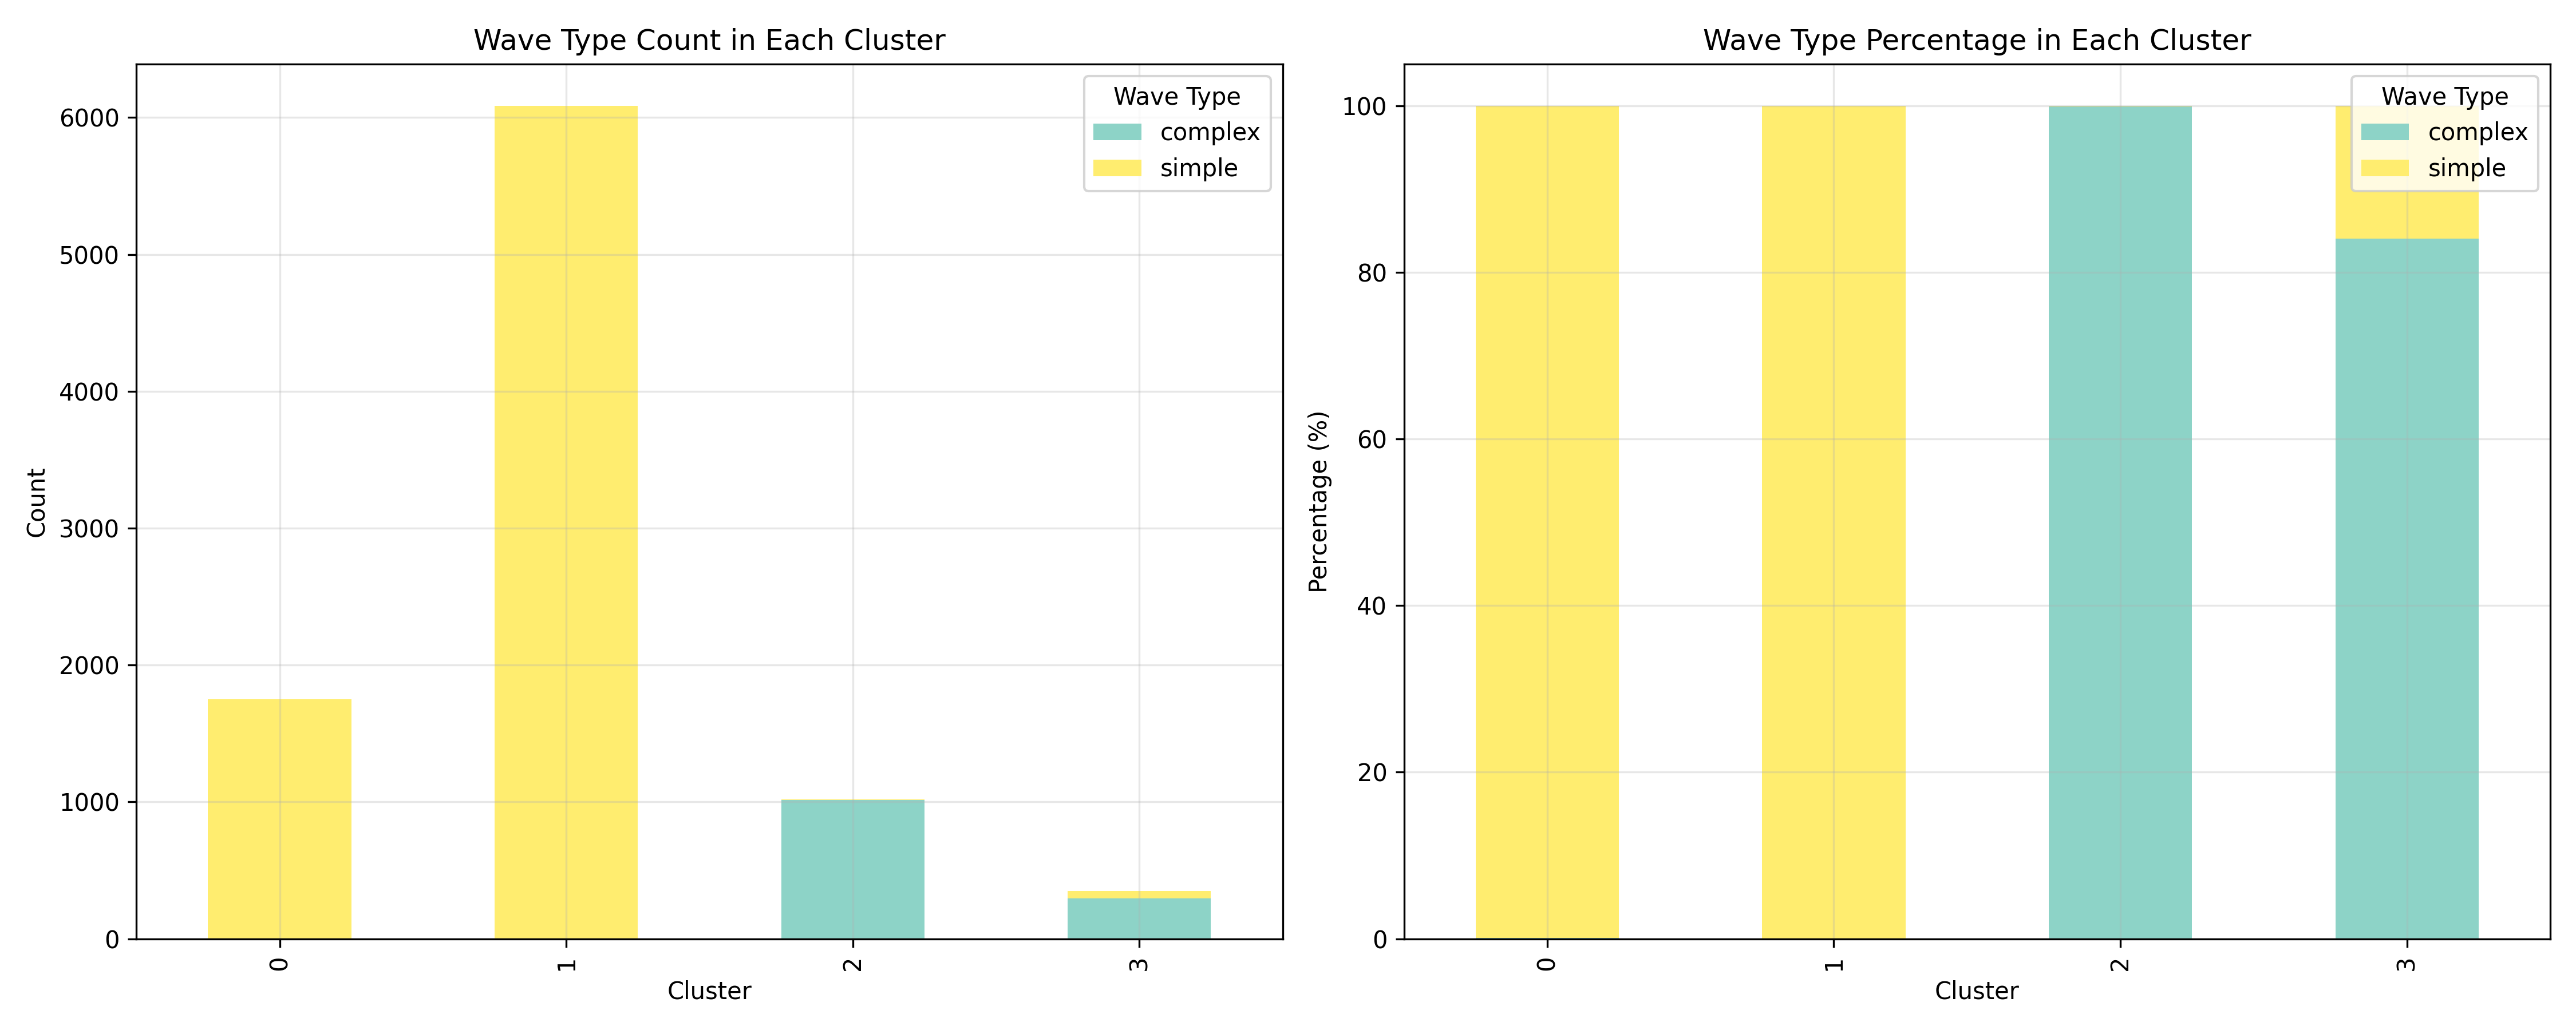 Wave Type Count in Each Cluster
Wave Type
complex
simple
6000
5000
4000
3000
2000
1000
0
Count
0
1
2
3
Cluster
Wave Type Percentage in Each Cluster
Wave Type
complex
simple
100
80
60
40
20
0
Percentage (%)
0
1
2
3
Cluster